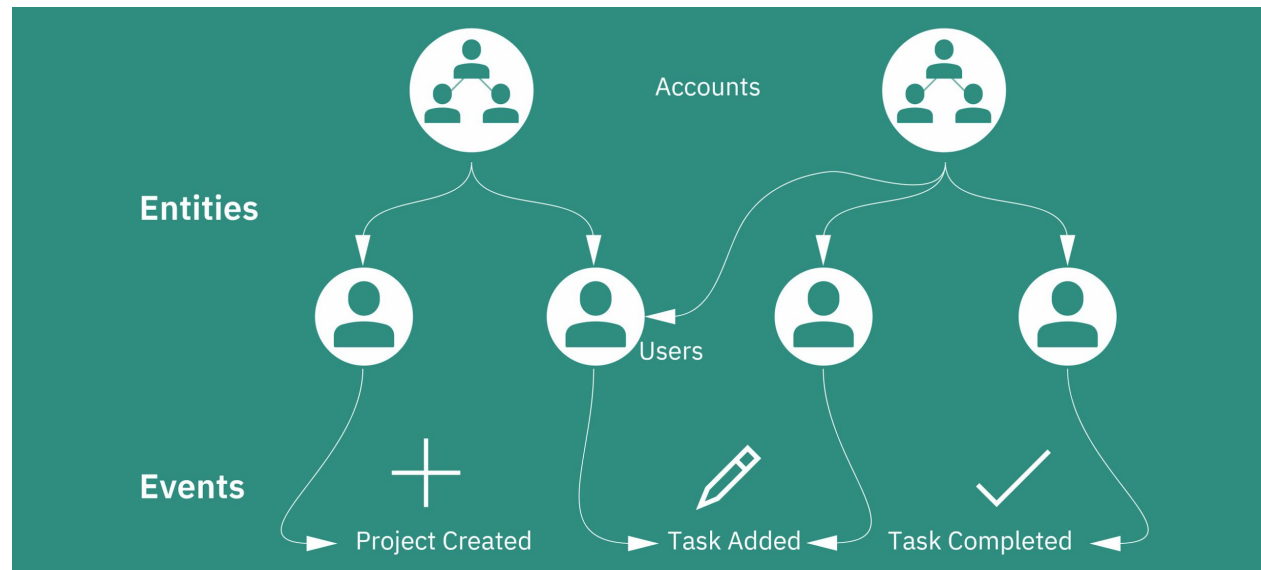 Accounts
Entities
Users
Events
Project Created
Task Added
Task Completed